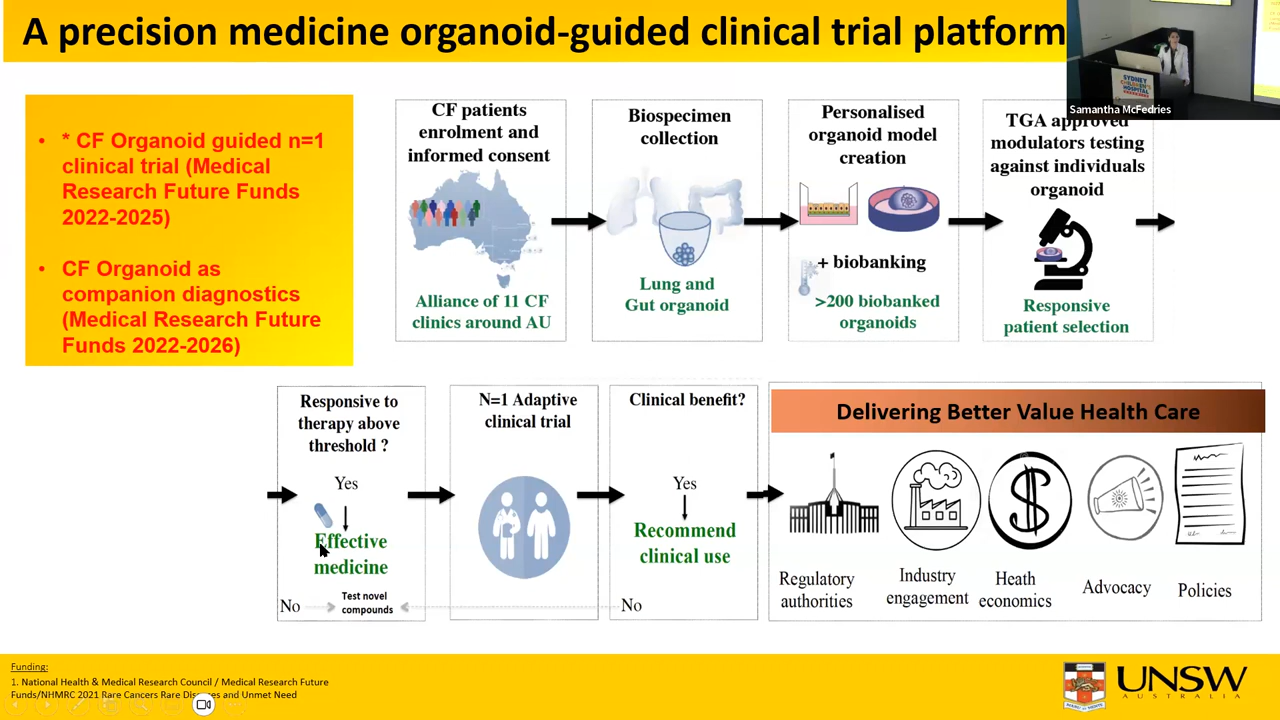 A precision medicine organoid-guided clinical trial platform
SYDNEY
CHILDREN'S
HOSPITAL
Samantha McFedries
• * CF Organoid guided n=1
clinical trial (Medical
Research Future Funds
2022-2025)
• CF Organoid as
companion diagnostics
(Medical Research Future
Funds 2022-2026)
CF patients
enrolment and
informed consent
Alliance of 11 CF
clinics around AU
Biospecimen
collection
Lung and
Gut organoid
Personalised
organoid model
creation
+ biobanking
>200 biobanked
organoids
TGA approved
modulators testing
against individuals
organoid
Responsive
patient selection
Responsive to
therapy above
threshold ?
Yes
Effective
medicine
No
Test novel
compounds
N=1 Adaptive
clinical trial
Clinical benefit?
Yes
Recommend
clinical use
No
Delivering Better Value Health Care
Regulatory
authorities
Industry
engagement
Heath
economics
Advocacy
Policies
Funding:
1. National Health & Medical Research Council / Medical Research Future
Funds/NHMRC 2021 Rare Cancers Rare Diseases and Unmet Need
UNSW
AUSTRALIA